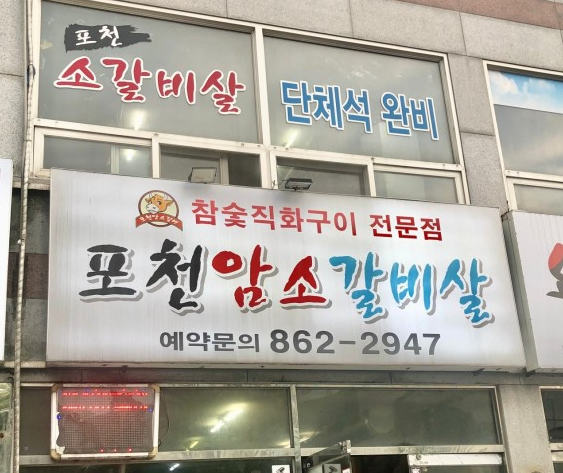 포천
소갈비살
단체석 완비
참숯직화구이 전문점
포천암소갈비살
예약문의 862-2947